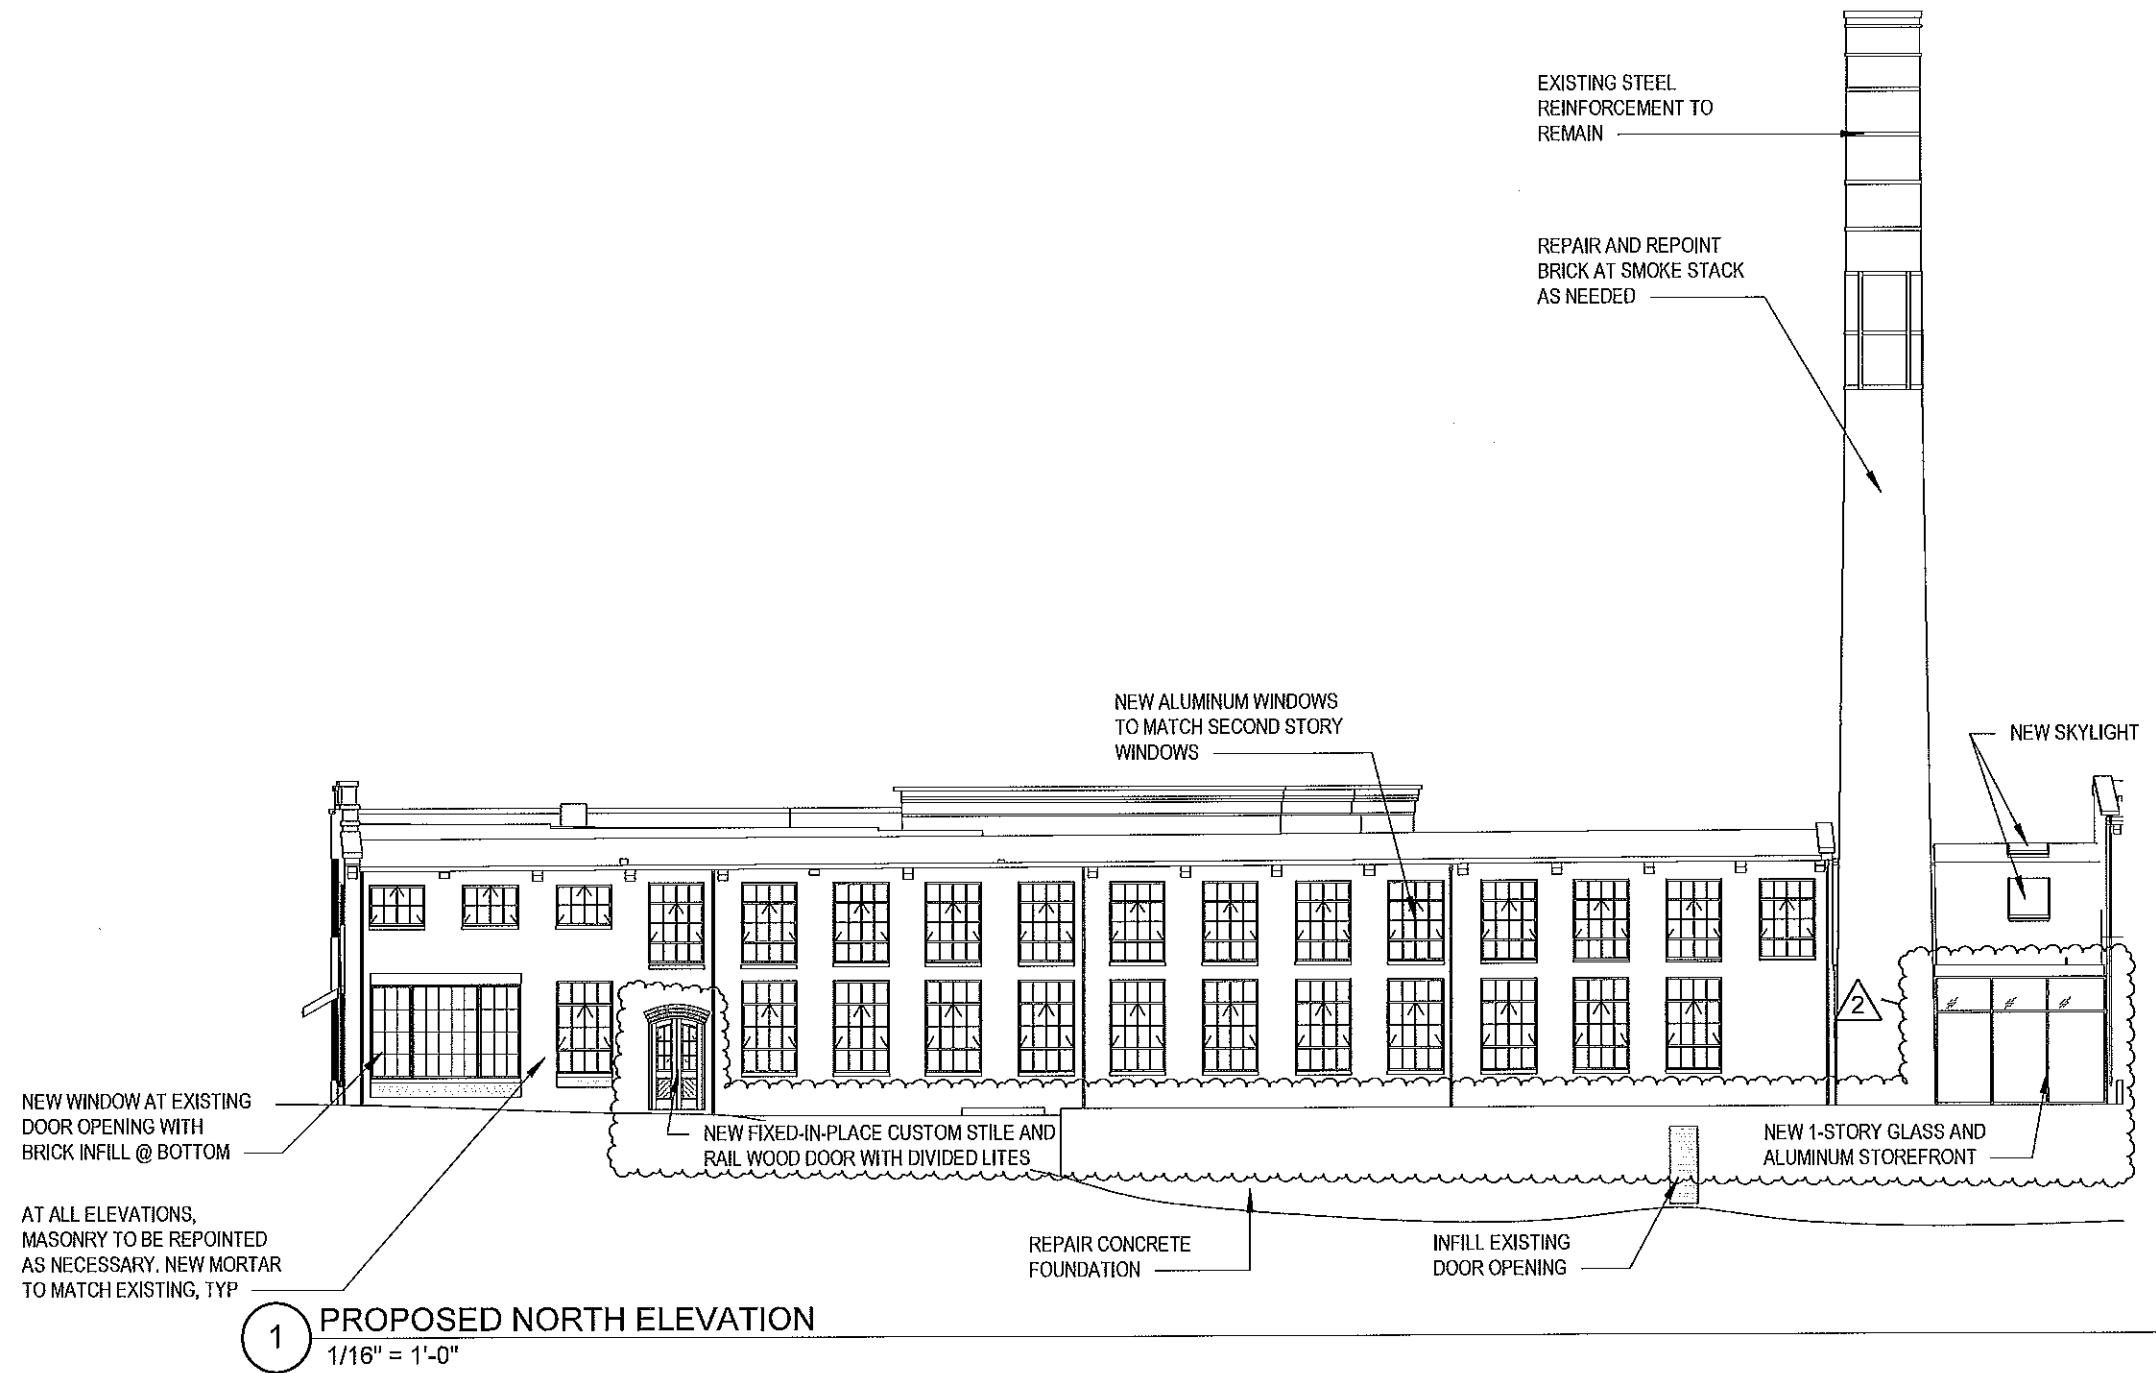 EXISTING STEEL
REINFORCEMENT TO
REMAIN
REPAIR AND REPOINT
BRICK AT SMOKE STACK
AS NEEDED
NEW ALUMINUM WINDOWS
TO MATCH SECOND STORY
WINDOWS
NEW SKYLIGHT
2
NEW WINDOW AT EXISTING
DOOR OPENING WITH
BRICK INFILL @ BOTTOM
NEW FIXED-IN-PLACE CUSTOM STILE AND
RAIL WOOD DOOR WITH DIVIDED LITES
NEW 1-STORY GLASS AND
ALUMINUM STOREFRONT
AT ALL ELEVATIONS,
MASONRY TO BE REPOINTED
AS NECESSARY. NEW MORTAR
TO MATCH EXISTING, TYP
REPAIR CONCRETE
FOUNDATION
INFILL EXISTING
DOOR OPENING
1
PROPOSED NORTH ELEVATION
1/16" = 1'-0"